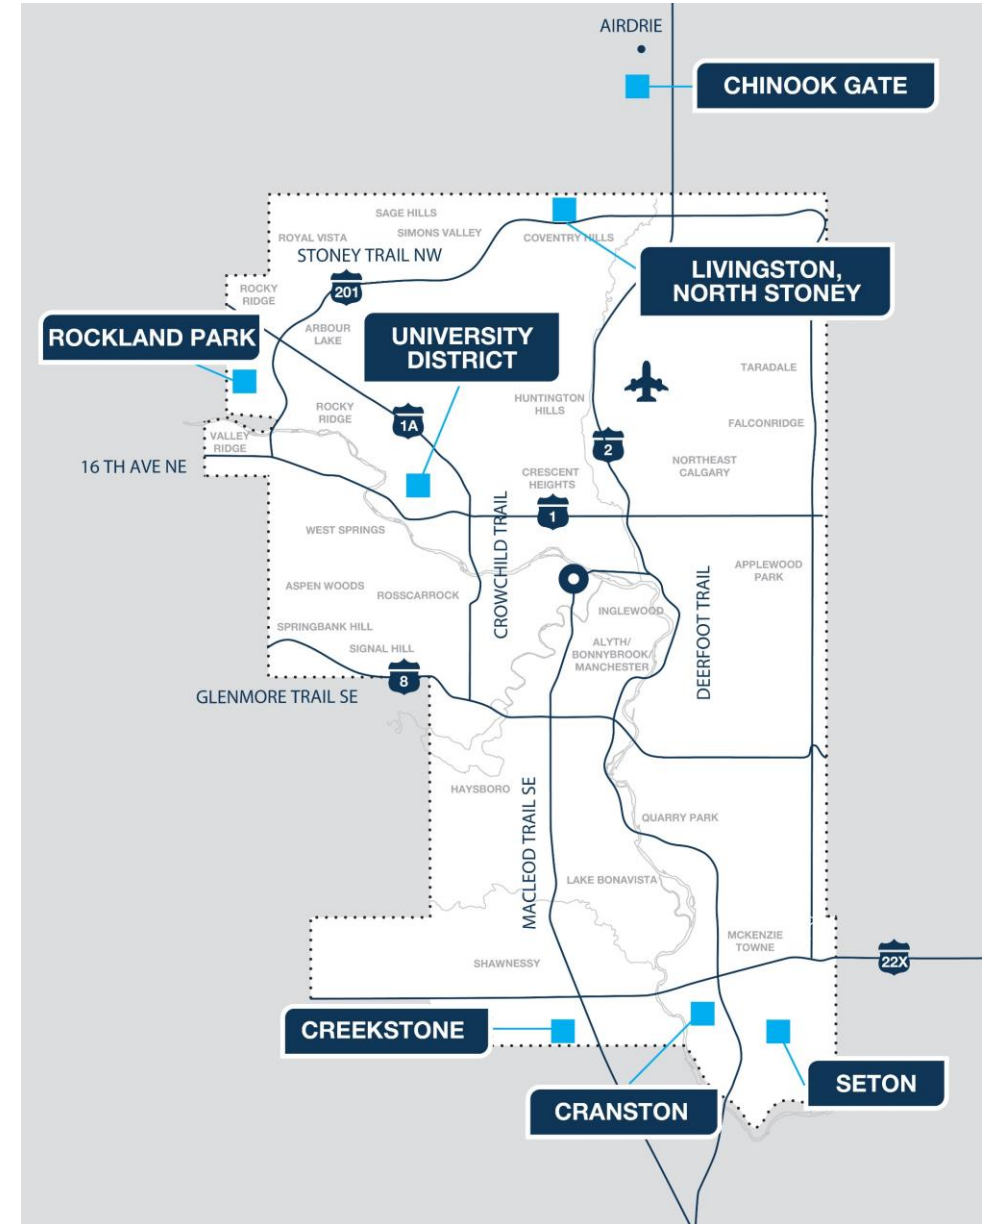 AIRDRIE
CHINOOK GATE
SAGE HILLS
SIMONS VALLEY
ROYAL VISTA
COVENTRY HILLS
STONEY TRAIL NW
LIVINGSTON,
NORTH STONEY
ROCKY
RIDGE
201
ROCKLAND PARK
ARBOUR
LAKE
UNIVERSITY
DISTRICT
TARADALE
HUNTINGTON
HILLS
ROCKY
RIDGE
1A
FALCONRIDGE
VALLEY
RIDGE
2
16 TH AVE NE
NORTHEAST
CALGARY
CRESCENT
HEIGHTS
1
WEST SPRINGS
CROWCHILD TRAIL
APPLEWOOD
PARK
ASPEN WOODS
ROSSCARROCK
INGLEWOOD
DEERFOOT TRAIL
SPRINGBANK HILL
SIGNAL HILL
ALYTH/
BONNYBROOK/
MANCHESTER
8
GLENMORE TRAIL SE
HAYSBORO
MACLEOD TRAIL SE
QUARRY PARK
LAKE BONAVISTA
MCKENZIE
TOWNE
SHAWNESSY
22X
CREEKSTONE
CRANSTON
SETON